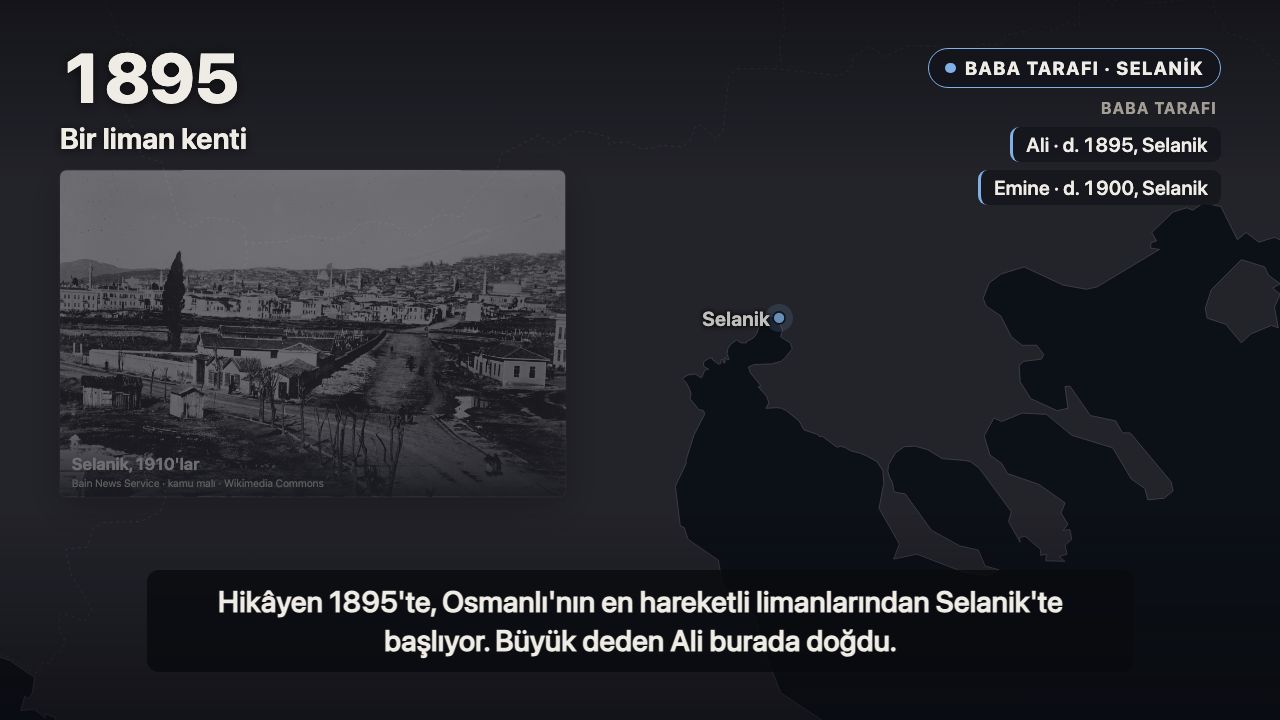 1895
Bir liman kenti
BABA TARAFI · SELANİK
BABA TARAFI
Ali · d. 1895, Selanik
Emine · d. 1900, Selanik
Selanik
Selanik, 1910'lar
Bain News Service · kamu malı · Wikimedia Commons
Hikâyen 1895'te, Osmanlı'nın en hareketli limanlarından Selanik'te
başlıyor. Büyük deden Ali burada doğdu.